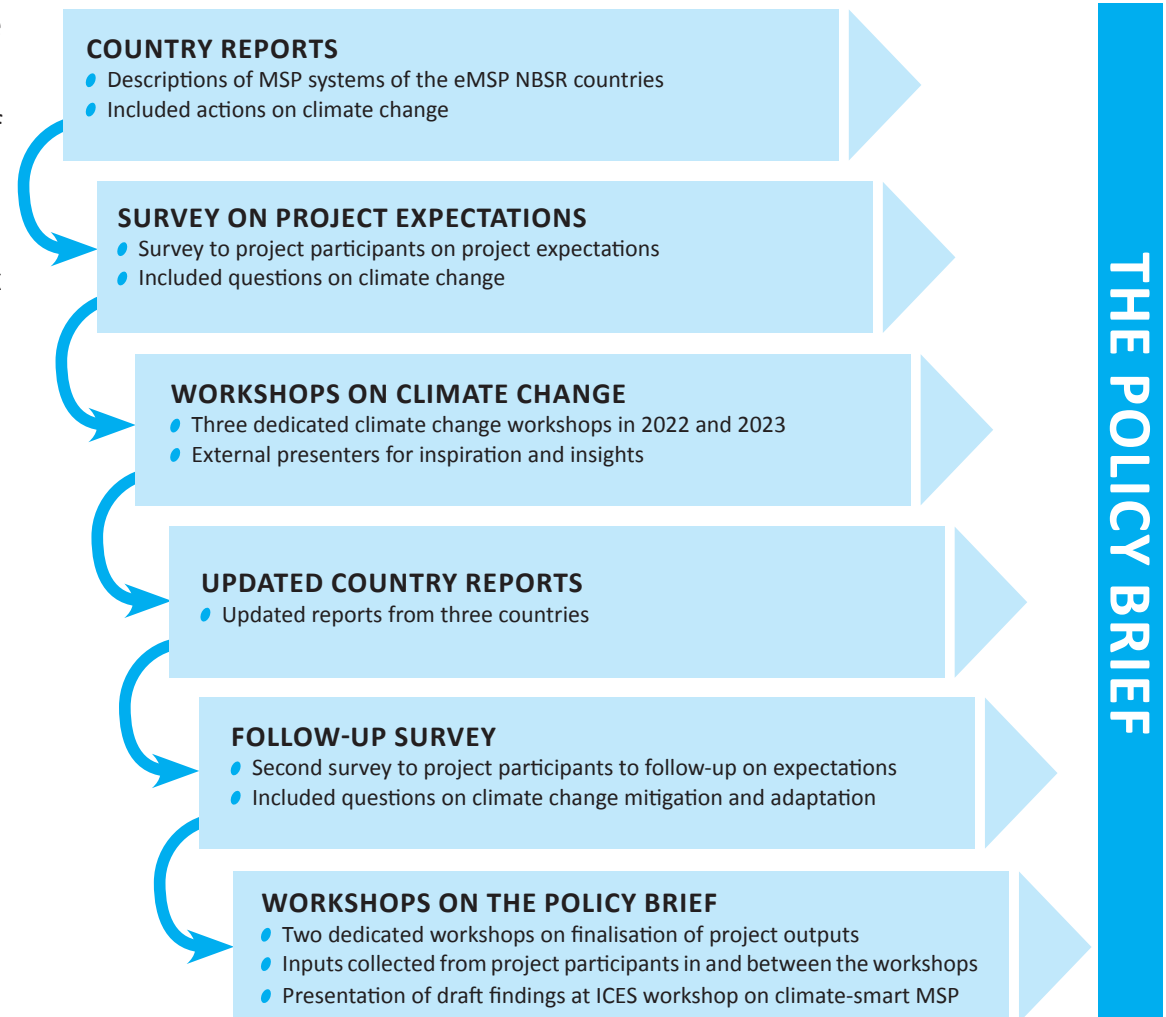 COUNTRY REPORTS
Descriptions of MSP systems of the eMSP NBSR countries
Included actions on climate change
SURVEY ON PROJECT EXPECTATIONS
Survey to project participants on project expectations
Included questions on climate change
WORKSHOPS ON CLIMATE CHANGE
Three dedicated climate change workshops in 2022 and 2023
External presenters for inspiration and insights
UPDATED COUNTRY REPORTS
Updated reports from three countries
FOLLOW-UP SURVEY
Second survey to project participants to follow-up on expectations
Included questions on climate change mitigation and adaptation
WORKSHOPS ON THE POLICY BRIEF
Two dedicated workshops on finalisation of project outputs
Inputs collected from project participants in and between the workshops
Presentation of draft findings at ICES workshop on climate-smart MSP
THE POLICY BRIEF